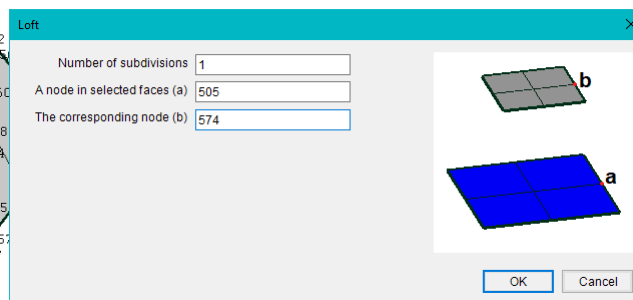 Loft
Number of subdivisions 1
A node in selected faces (a) 505
The corresponding node (b) 574
b
a
OK Cancel